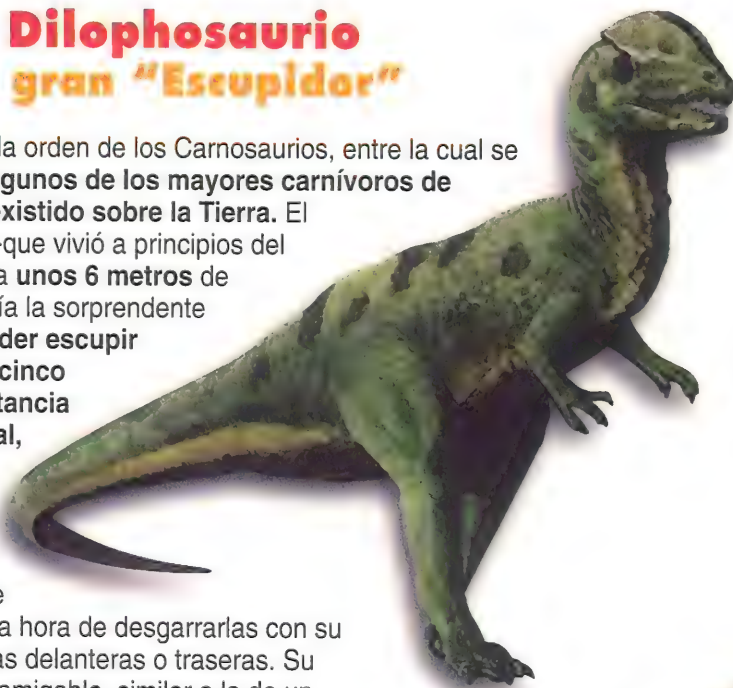 Dilophosaurio
gran "Escupidor"
la orden de los Carnosaurios, entre la cual se
gunos de los mayores carnívoros de
existido sobre la Tierra. El
que vivió a principios del
a unos 6 metros de
ía la sorprendente
der escupir
cinco
tancia
al,
e
a hora de desgarrarlas con su
as delanteras o traseras. Su